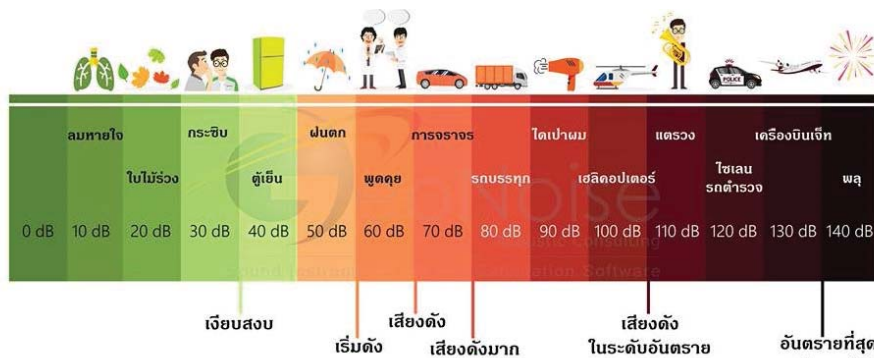 POLICE
ลมหายใจ
กระซิบ
ฝนตก
การจราจร
ไดเป่าผม
แตรวง
เครื่องบินเจ็ท
ใบไม้ร่วง
ตู้เย็น
พูดคุย
รถบรรทุก
เฮลิคอปเตอร์
ไซเลน
รถตำรวจ
พลุ
0 dB 10 dB 20 dB 30 dB 40 dB 50 dB 60 dB 70 dB 80 dB 90 dB 100 dB 110 dB 120 dB 130 dB 140 dB
เงียบสงบ
เริ่มดัง
เสียงดัง
เสียงดังมาก
เสียงดัง
ในระดับอันตราย
อันตรายที่สุด